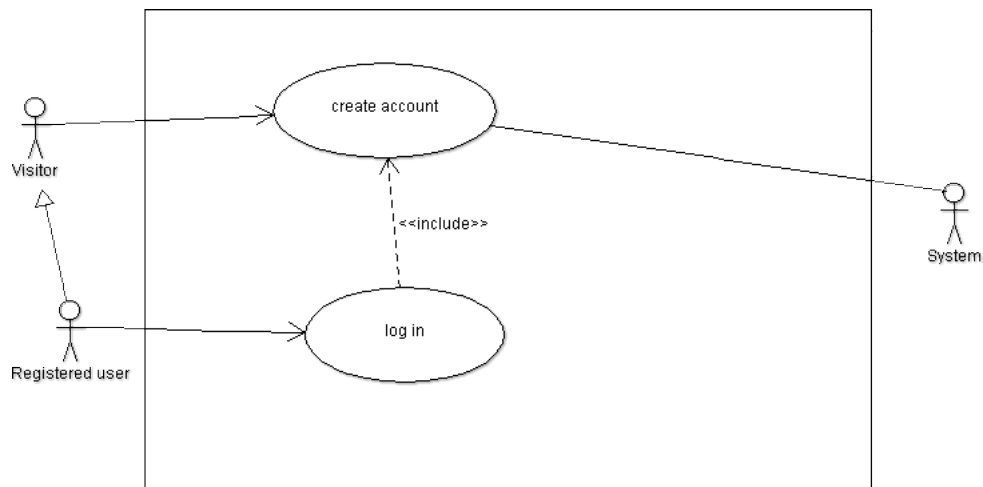 create account
Visitor
<<include>>
System
log in
Registered user